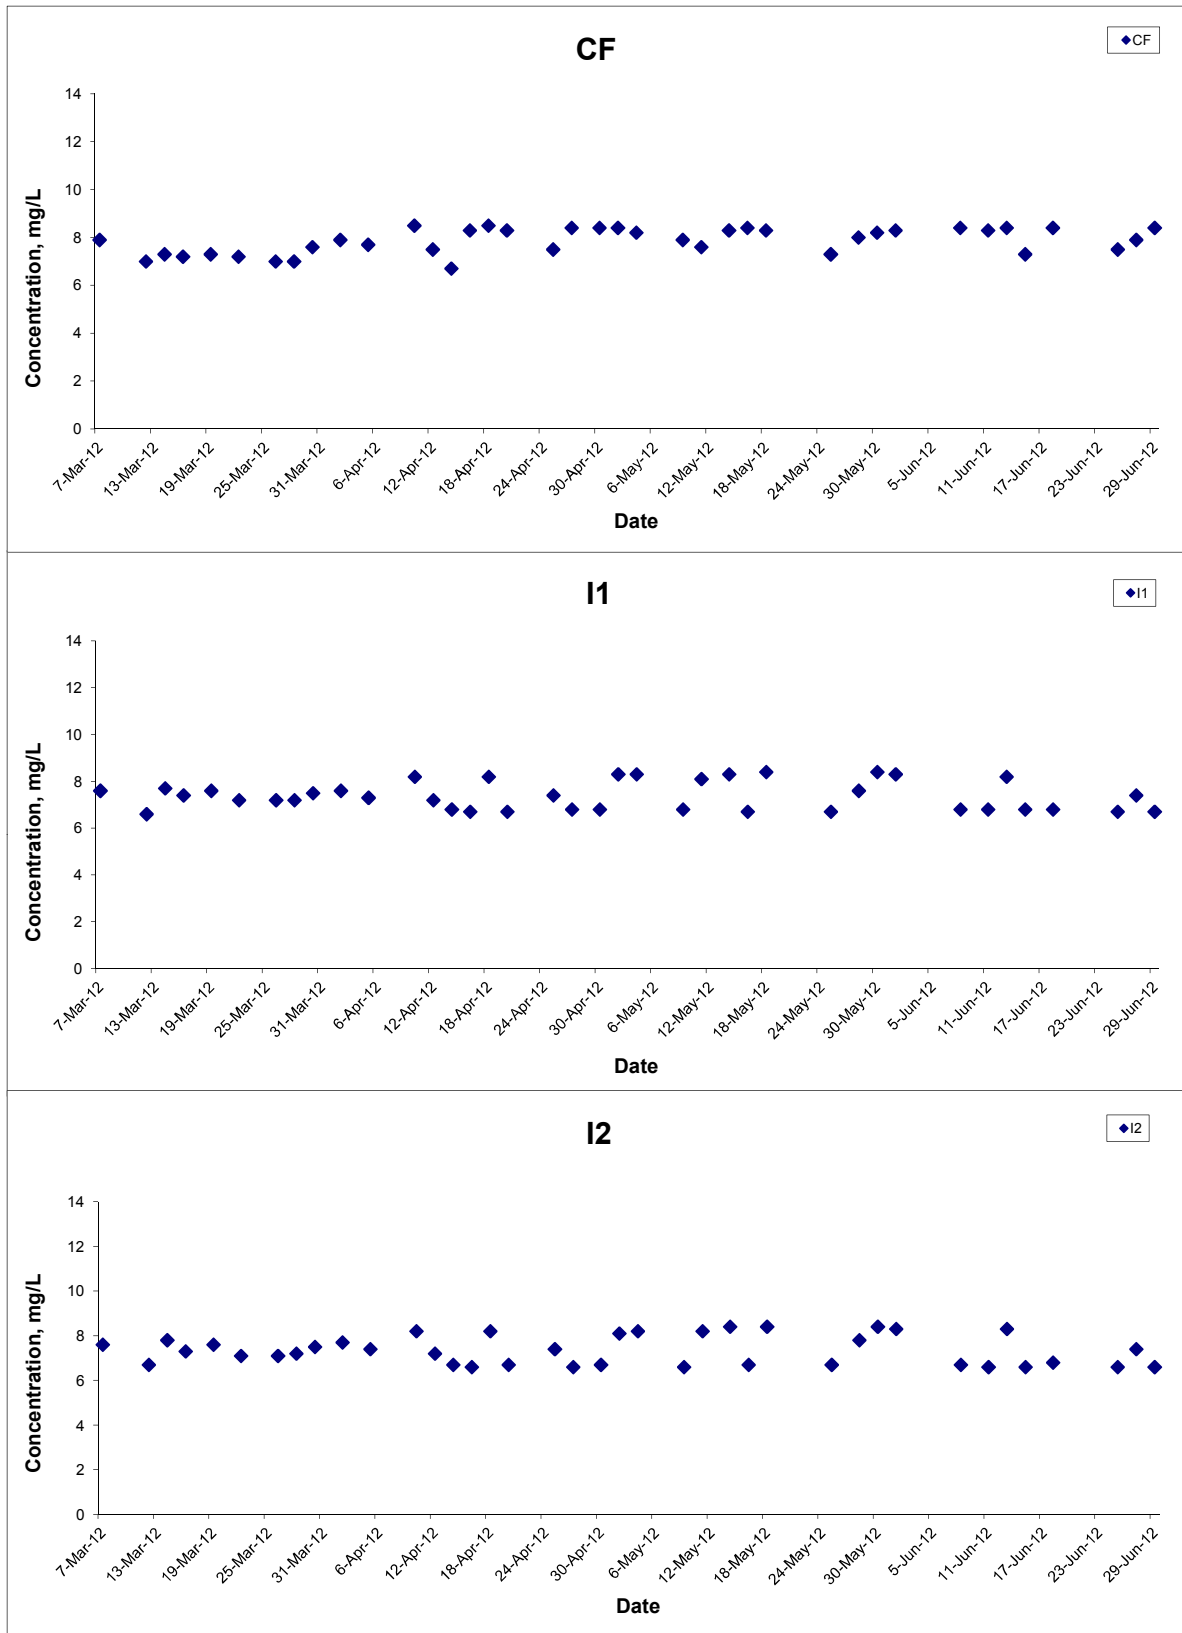 CF
CF
14
12
10
8
6
4
2
0
Concentration, mg/L
7-Mar-12
13-Mar-12
19-Mar-12
25-Mar-12
31-Mar-12
6-Apr-12
12-Apr-12
18-Apr-12
24-Apr-12
30-Apr-12
6-May-12
12-May-12
18-May-12
24-May-12
30-May-12
5-Jun-12
11-Jun-12
17-Jun-12
23-Jun-12
29-Jun-12
Date
I1
I1
14
12
10
8
6
4
2
0
Concentration, mg/L
7-Mar-12
13-Mar-12
19-Mar-12
25-Mar-12
31-Mar-12
6-Apr-12
12-Apr-12
18-Apr-12
24-Apr-12
30-Apr-12
6-May-12
12-May-12
18-May-12
24-May-12
30-May-12
5-Jun-12
11-Jun-12
17-Jun-12
23-Jun-12
29-Jun-12
Date
I2
I2
14
12
10
8
6
4
2
0
Concentration, mg/L
7-Mar-12
13-Mar-12
19-Mar-12
25-Mar-12
31-Mar-12
6-Apr-12
12-Apr-12
18-Apr-12
24-Apr-12
30-Apr-12
6-May-12
12-May-12
18-May-12
24-May-12
30-May-12
5-Jun-12
11-Jun-12
17-Jun-12
23-Jun-12
29-Jun-12
Date